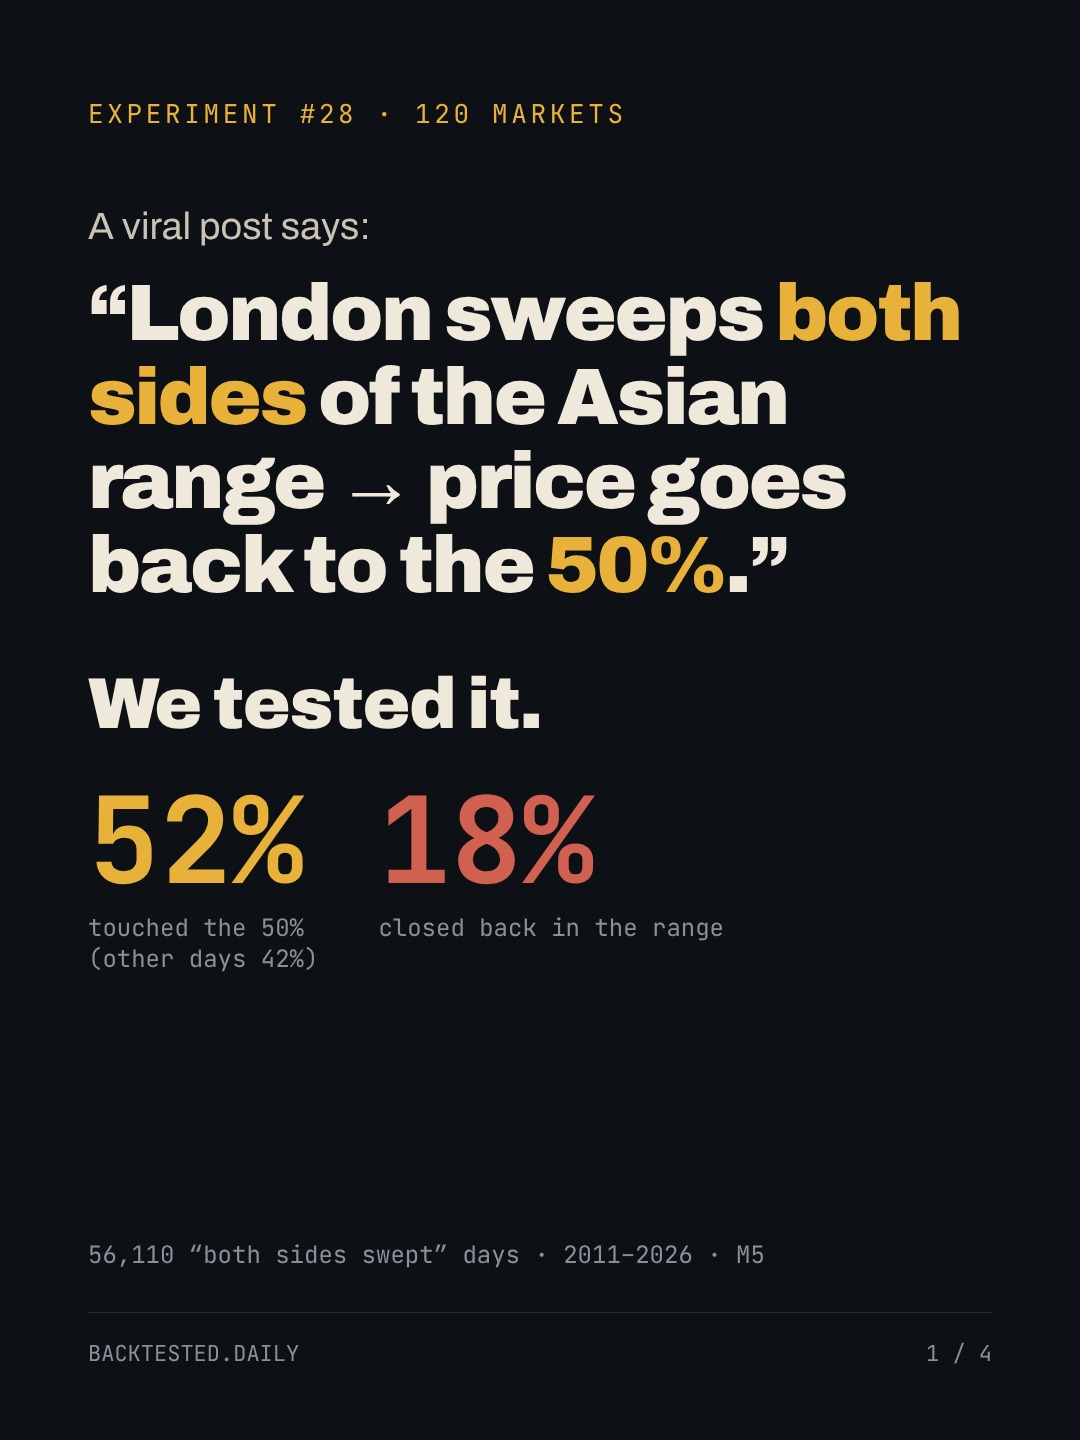 EXPERIMENT #28 · 120 MARKETS
A viral post says:
“London sweeps both
sides of the Asian
range → price goes
back to the 50%.”
We tested it.
52% 18%
touched the 50% closed back in the range
(other days 42%)
56,110 “both sides swept” days · 2011–2026 · M5
BACKTESTED.DAILY 1 / 4